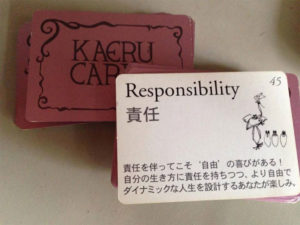 KAERU
Responsibility
45
責任
責任を伴ってこそ‘自由’の喜びがある!
自分の生き方に責任を持ちつつ、より自由で
ダイナミックな人生を設計するあなたが楽しみ。